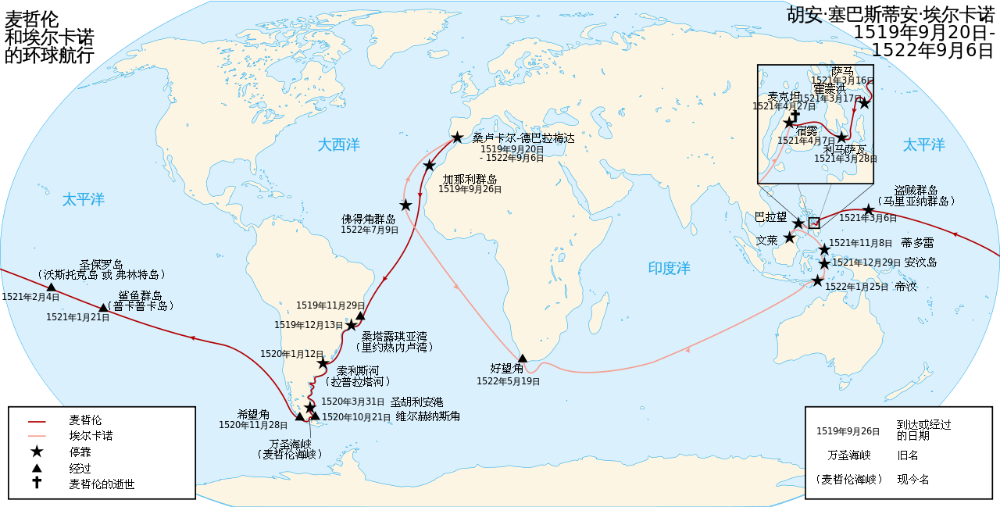 麦哲伦
和埃尔卡诺
的环球航行
胡安·塞巴斯蒂安·埃尔卡诺
1519年9月20日-
1522年9月6日
萨马
1521年3月16日
霍蒙洪
1521年3月17日
麦克坦
1521年4月27日
宿雾
1521年4月7日
利马萨瓦
1521年3月28日
大西洋
太平洋
太平洋
印度洋
桑卢卡尔-德巴拉梅达
1519年9月20日
- 1522年9月6日
加那利群岛
1519年9月26日
佛得角群岛
1522年7月9日
盗贼群岛
(马里亚纳群岛)
1521年3月6日
巴拉望
文莱
1521年11月8日 蒂多雷
1521年12月29日 安汶岛
1522年1月25日 帝汶
圣保罗岛
(沃斯托克岛 或 弗林特岛)
1521年2月4日
鲨鱼群岛
(普卡普卡岛)
1521年1月21日
1519年11月29日
1519年12月13日
桑塔露琪亚湾
(里约热内卢湾)
1520年1月12日
索利斯河
(拉普拉塔河)
1520年3月31日 圣胡利安港
1520年10月21日 维尔赫纳斯角
希望角
1520年11月28日
万圣海峡
(麦哲伦海峡)
好望角
1522年5月19日
麦哲伦
埃尔卡诺
停靠
经过
麦哲伦的逝世
1519年9月26日 到达或经过
的日期
万圣海峡 旧名
(麦哲伦海峡) 现今名